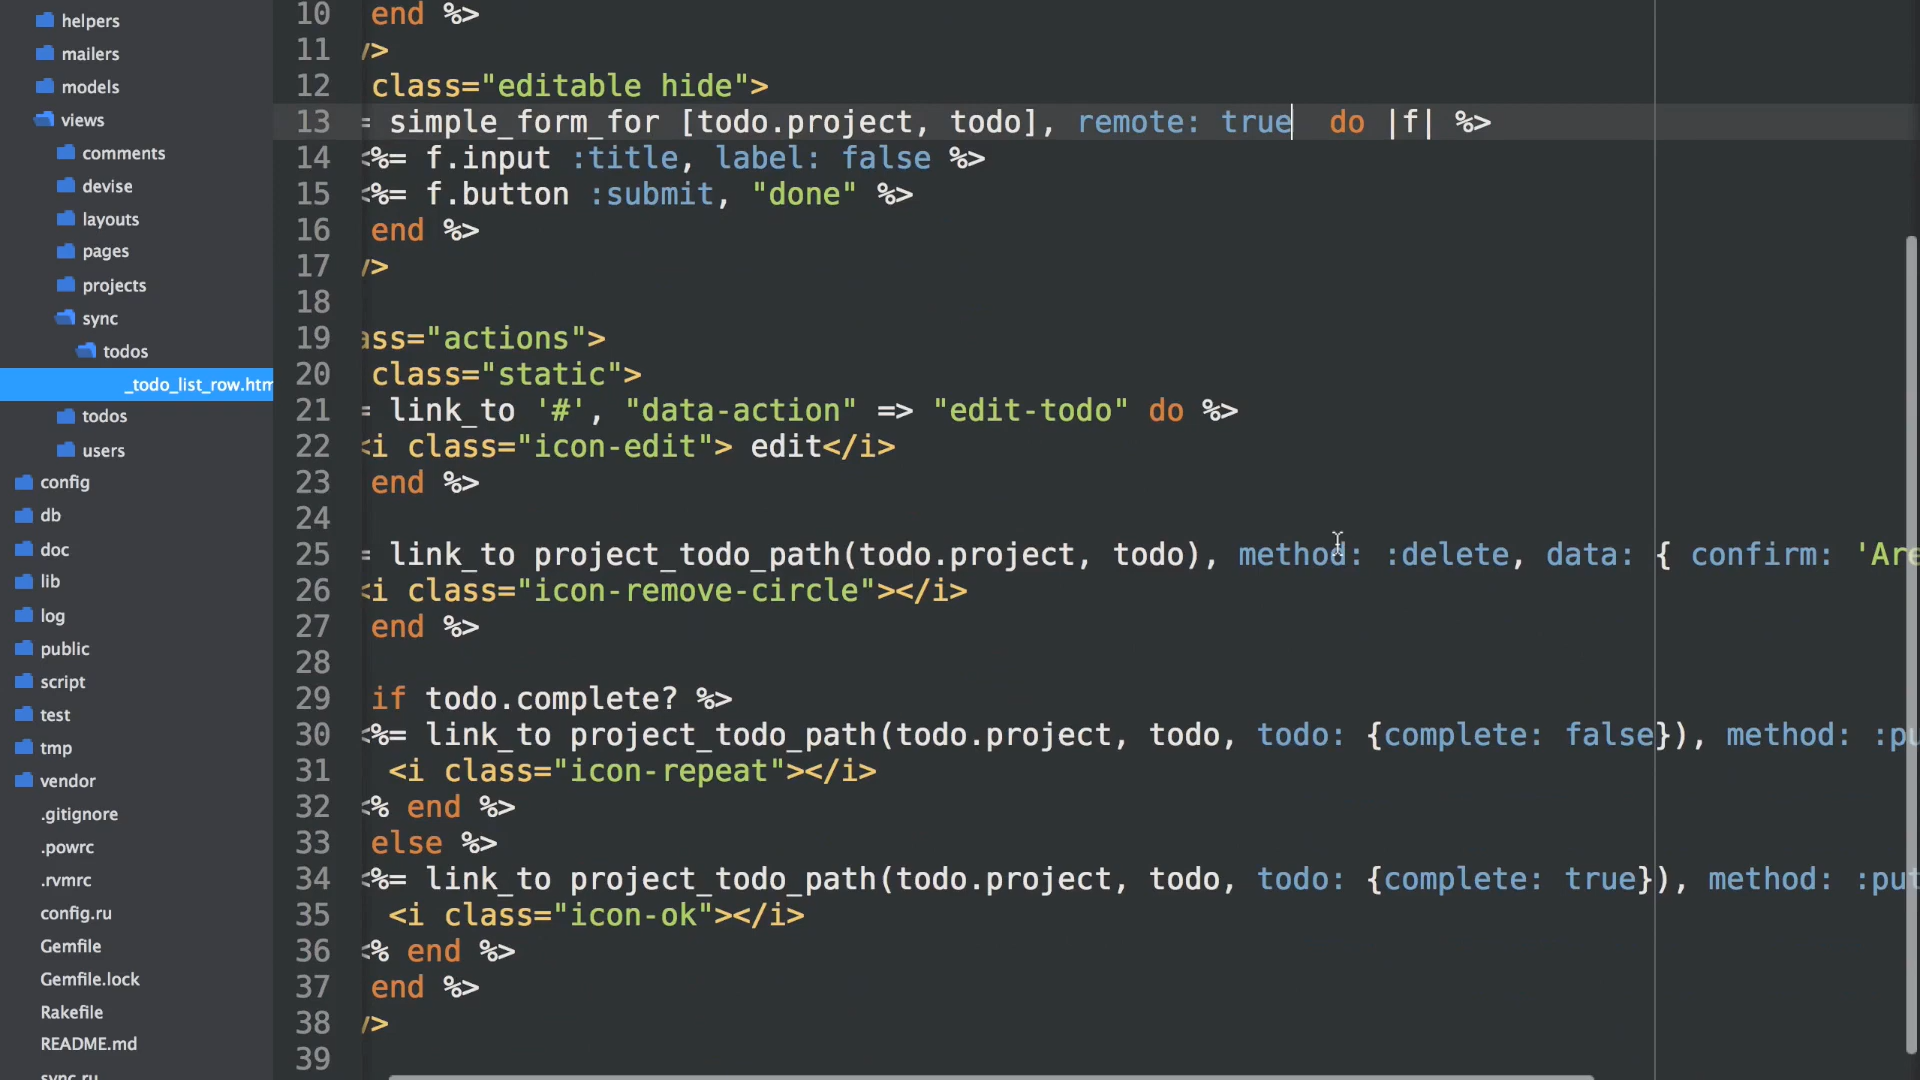 helpers
mailers
models
views
comments
devise
layouts
pages
projects
sync
todos
_todo_list_row.htm
todos
users
config
db
doc
lib
log
public
script
test
tmp
vendor
.gitignore
.powrc
.rvmrc
config.ru
Gemfile
Gemfile.lock
Rakefile
README.md
sync.ru
10 end %>
11 />
12 class="editable hide">
13 = simple_form_for [todo.project, todo], remote: true  do |f| %>
14 <%= f.input :title, label: false %>
15 <%= f.button :submit, "done" %>
16 end %>
17 />
18
19 ass="actions">
20 class="static">
21 = link_to '#', "data-action" => "edit-todo" do %>
22 <i class="icon-edit"> edit</i>
23 end %>
24
25 = link_to project_todo_path(todo.project, todo), method: :delete, data: { confirm: 'Are
26 <i class="icon-remove-circle"></i>
27 end %>
28
29 if todo.complete? %>
30 <%= link_to project_todo_path(todo.project, todo, todo: {complete: false}), method: :pu
31 <i class="icon-repeat"></i>
32 <% end %>
33 else %>
34 <%= link_to project_todo_path(todo.project, todo, todo: {complete: true}), method: :put
35 <i class="icon-ok"></i>
36 <% end %>
37 end %>
38 />
39